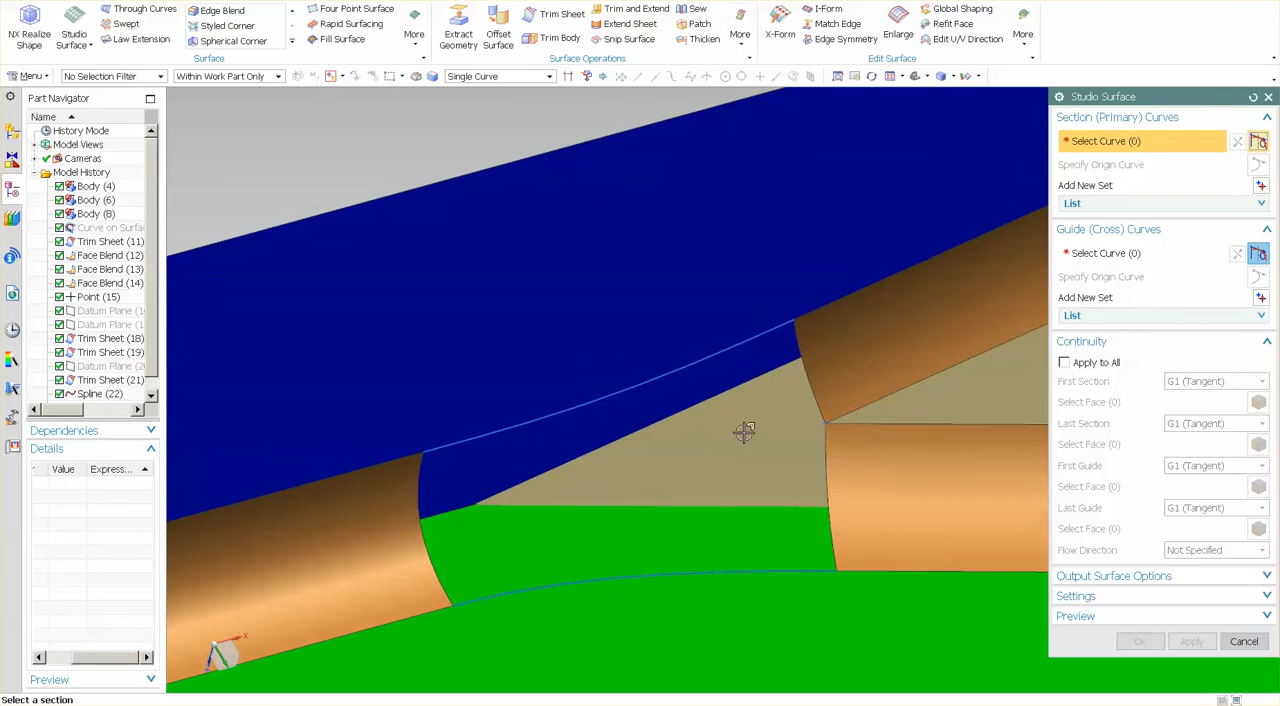 NX Realize Shape
Studio Surface
Through Curves
Swept
Law Extension
Edge Blend
Styled Corner
Spherical Corner
Four Point Surface
Rapid Surfacing
Fill Surface
More
Surface
Extract Geometry
Offset Surface
Trim Sheet
Trim Body
Trim and Extend
Extend Sheet
Snip Surface
Sew
Patch
Thicken
More
Surface Operations
X-Form
I-Form
Match Edge
Edge Symmetry
Enlarge
Global Shaping
Refit Face
Edit U/V Direction
More
Edit Surface
Menu
No Selection Filter
Within Work Part Only
Single Curve
Part Navigator
Name
History Mode
Model Views
Cameras
Model History
Body (4)
Body (6)
Body (8)
Curve on Surfa
Trim Sheet (11)
Face Blend (12)
Face Blend (13)
Face Blend (14)
Point (15)
Datum Plane (1
Datum Plane (1
Trim Sheet (18)
Trim Sheet (19)
Datum Plane (2
Trim Sheet (21)
Spline (22)
Dependencies
Details
Value
Express...
Preview
X
Studio Surface
Section (Primary) Curves
* Select Curve (0)
Specify Origin Curve
Add New Set
List
Guide (Cross) Curves
* Select Curve (0)
Specify Origin Curve
Add New Set
List
Continuity
Apply to All
First Section G1 (Tangent)
Select Face (0)
Last Section G1 (Tangent)
Select Face (0)
First Guide G1 (Tangent)
Select Face (0)
Last Guide G1 (Tangent)
Select Face (0)
Flow Direction Not Specified
Output Surface Options
Settings
Preview
OK Apply Cancel
Select a section